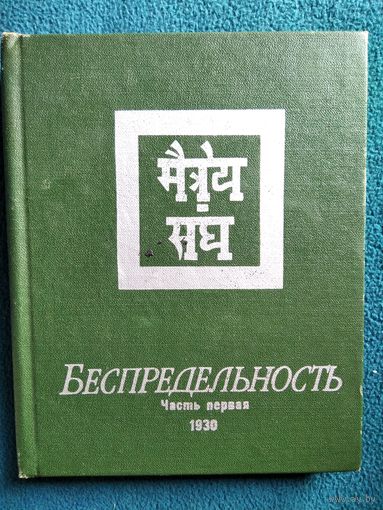 मैत्रेय
संघ
БЕСПРЕДЕЛЬНОСТЬ
Часть первая
1930